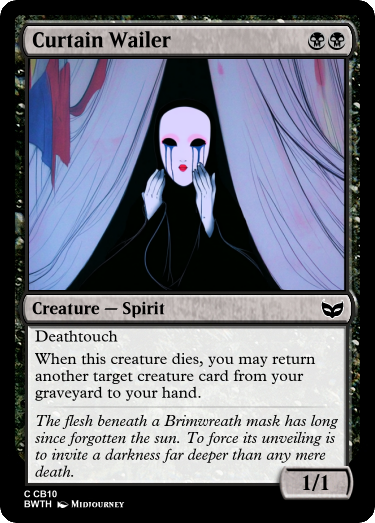 Curtain Wailer
Creature — Spirit
Deathtouch
When this creature dies, you may return
another target creature card from your
graveyard to your hand.
The flesh beneath a Brimwreath mask has long
since forgotten the sun. To force its unveiling is
to invite a darkness far deeper than any mere
death.
1/1
C CB10
BWTH Midjourney